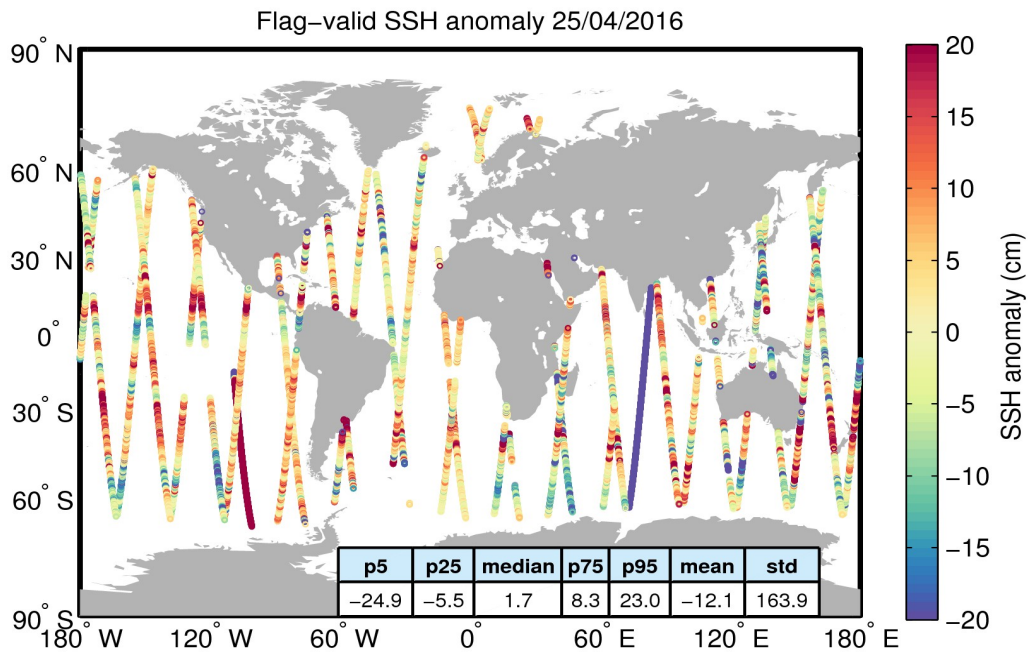 Flag−valid SSH anomaly 25/04/2016
90° N
60° N
30° N
0°
30° S
60° S
90° S
180° W
120° W
60° W
0°
60° E
120° E
180° E
p5 p25 median p75 p95 mean std
−24.9 −5.5 1.7 8.3 23.0 −12.1 163.9
20
15
10
5
0
−5
−10
−15
−20
SSH anomaly (cm)